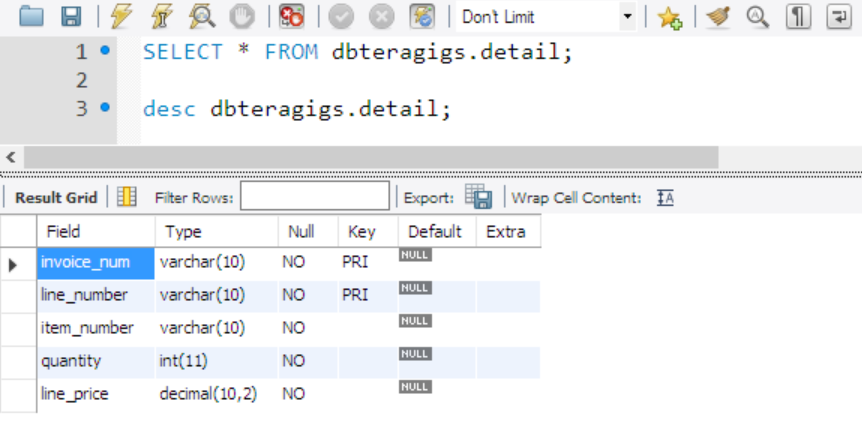 Don't Limit
1 SELECT * FROM dbteragigs.detail;
2
3 desc dbteragigs.detail;
Result Grid Filter Rows: Export: Wrap Cell Content: IA
Field Type Null Key Default Extra
invoice_num varchar(10) NO PRI NULL
line_number varchar(10) NO PRI NULL
item_number varchar(10) NO NULL
quantity int(11) NO NULL
line_price decimal(10,2) NO NULL